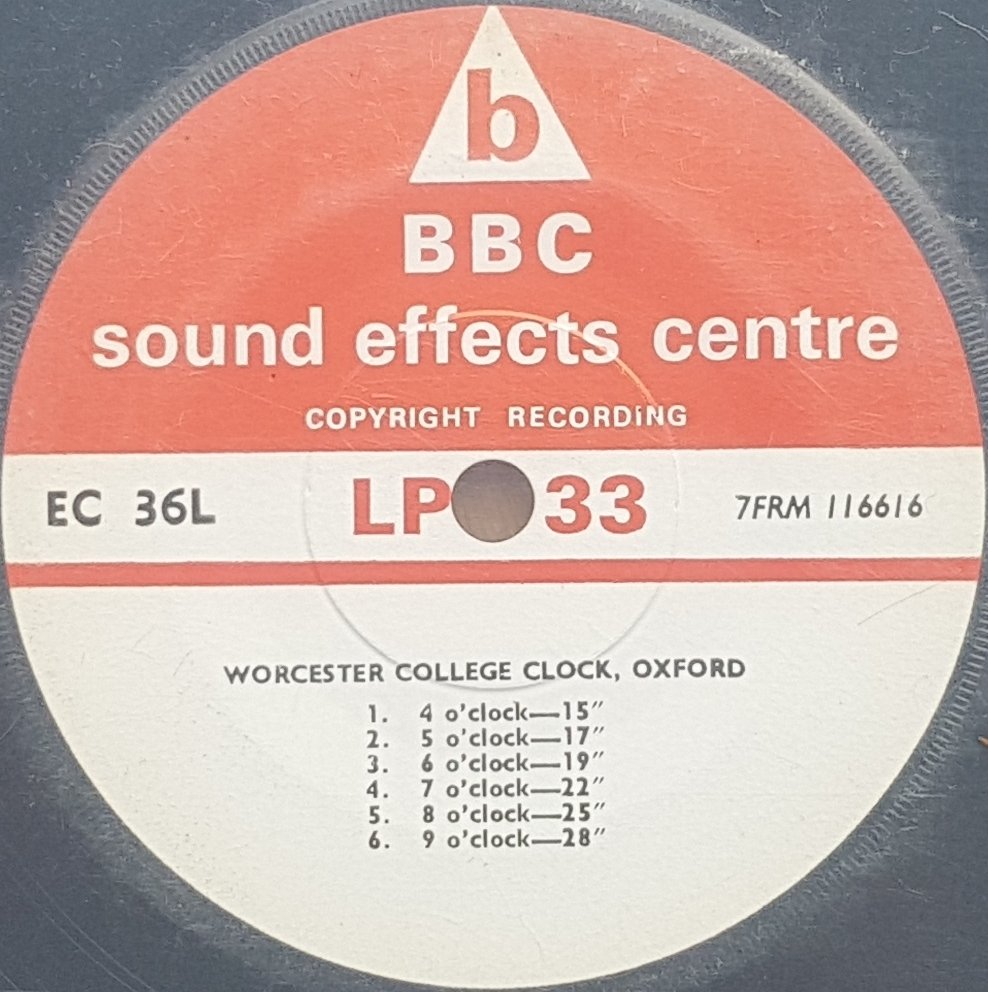 b
BBC
sound effects centre
COPYRIGHT RECORDING
EC 36L LP 33 7FRM 116616
WORCESTER COLLEGE CLOCK, OXFORD
1. 4 o'clock—15″
2. 5 o'clock—17″
3. 6 o'clock—19″
4. 7 o'clock—22″
5. 8 o'clock—25″
6. 9 o'clock—28″